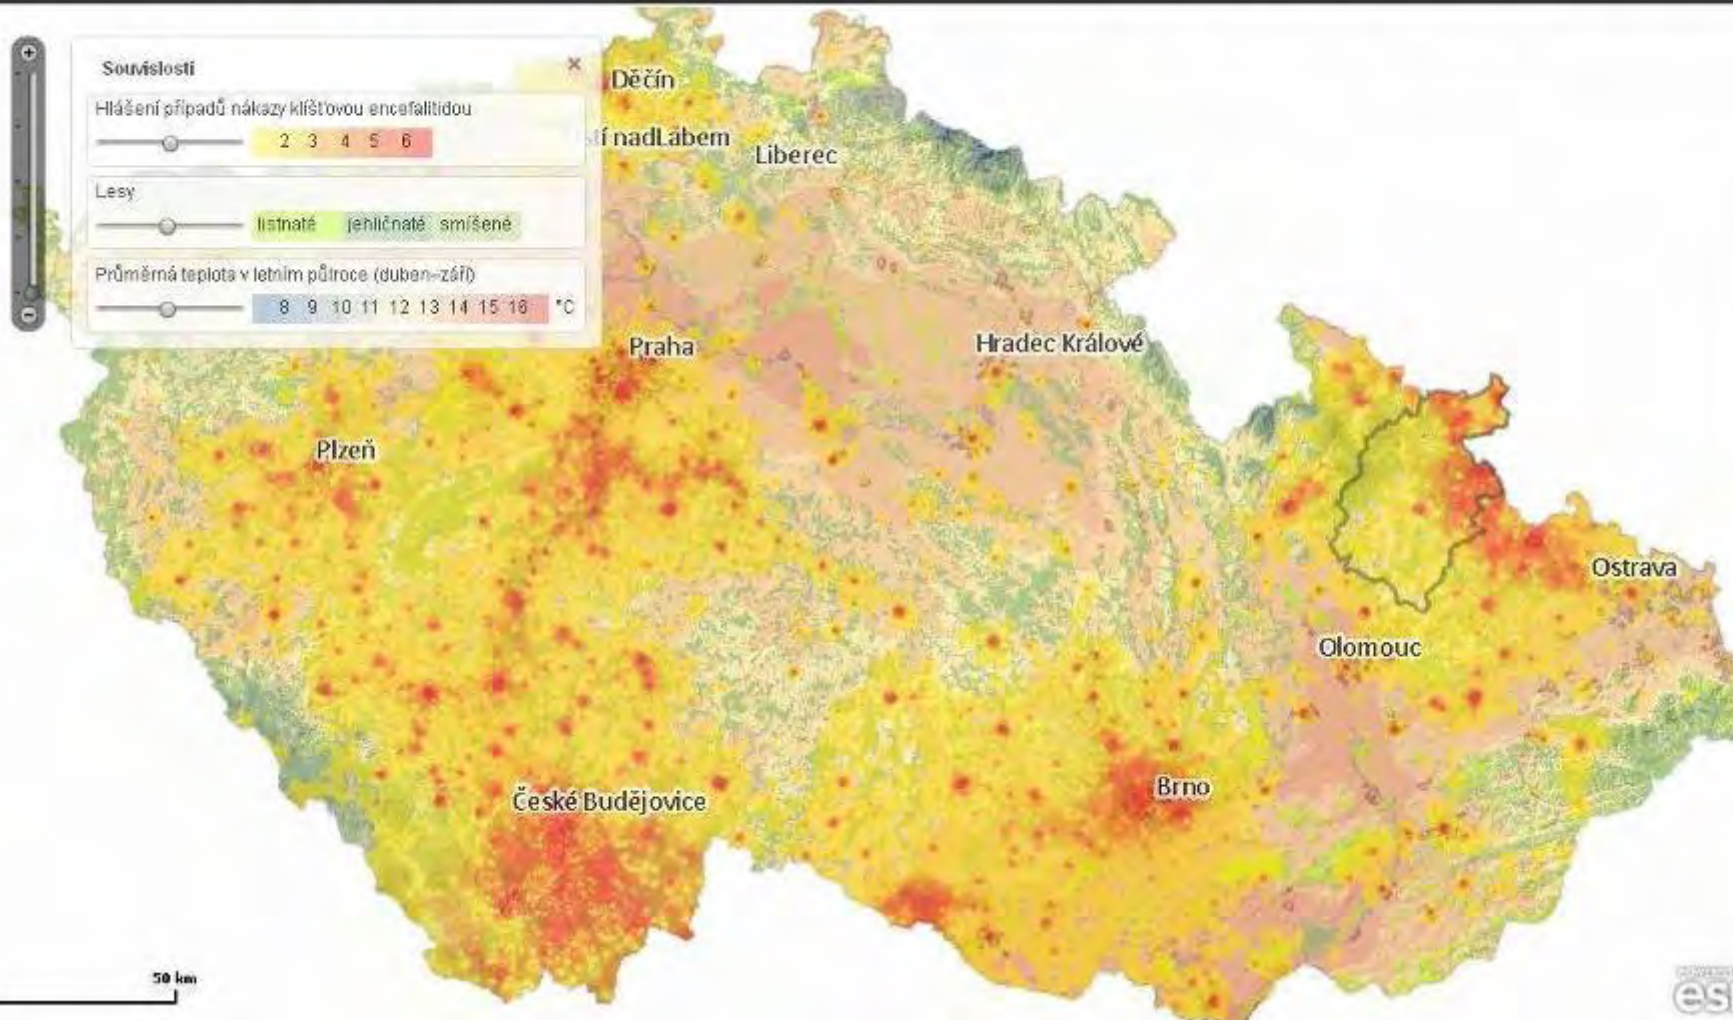 Souvislosti
Hlášení případů nákazy klíšťovou encefalitidou
2 3 4 5 6
Lesy
listnaté jehličnaté smíšené
Průměrná teplota v letním půlroce (duben–září)
8 9 10 11 12 13 14 15 16 °C
Děčín
nadLabem
Liberec
Praha
Hradec Králové
Plzeň
Ostrava
Olomouc
České Budějovice
Brno
50 km
es